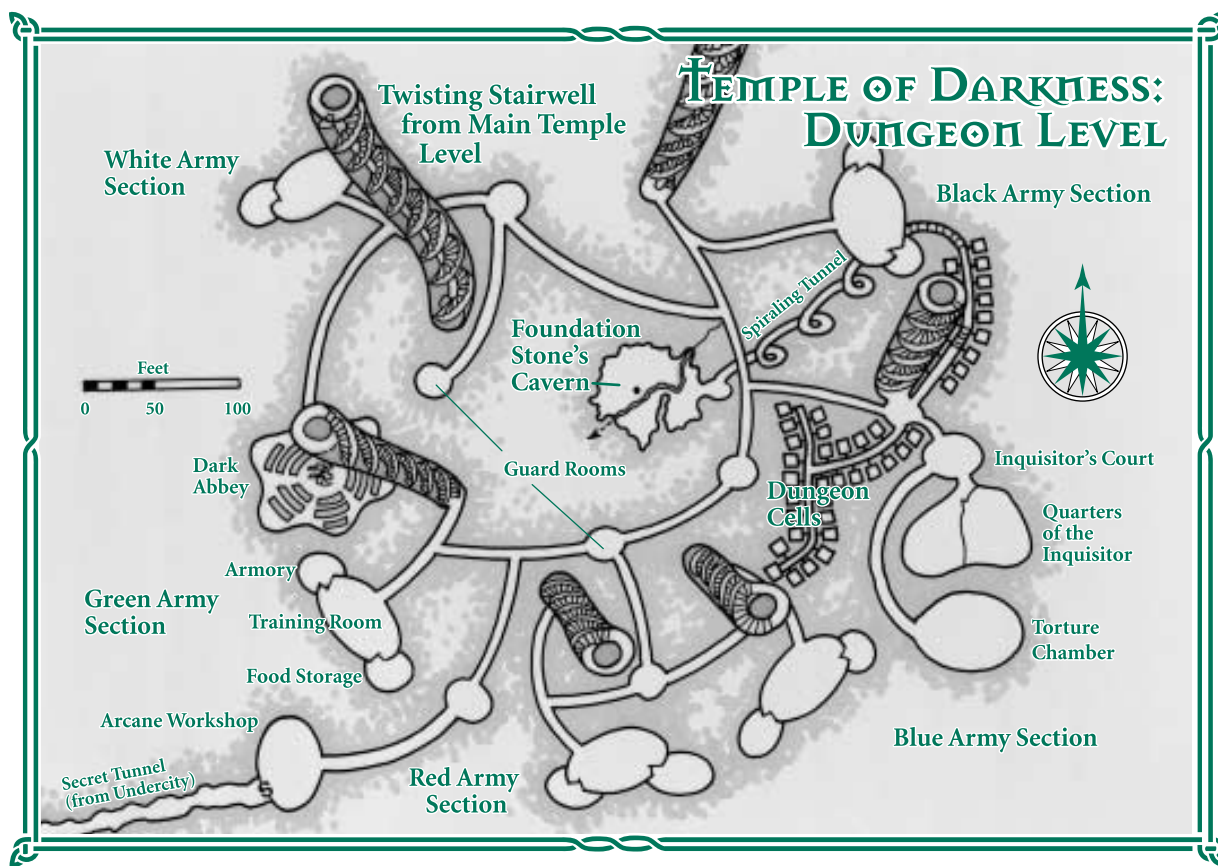 Temple of Darkness:
Dungeon Level
Twisting Stairwell
from Main Temple
Level
White Army
Section
Black Army Section
Spiraling Tunnel
Foundation
Stone's
Cavern
Feet
0 50 100
Dark
Abbey
Guard Rooms
Dungeon
Cells
Inquisitor's Court
Quarters
of the
Inquisitor
Armory
Green Army
Section
Training Room
Food Storage
Torture
Chamber
Arcane Workshop
Blue Army Section
Secret Tunnel
(from Undercity)
Red Army
Section